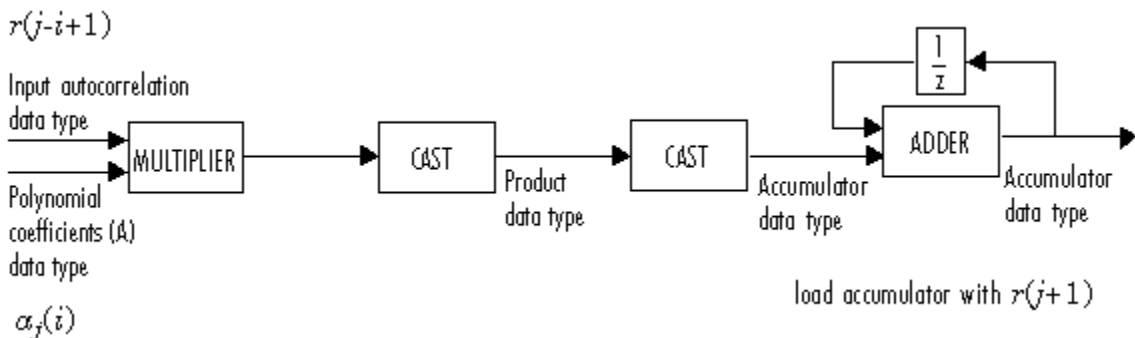 r(j-i+1)
Input autocorrelation
data type
MULTIPLIER
Polynomial
coefficients (A)
data type
αj(i)
CAST
Product
data type
CAST
Accumulator
data type
1
z
ADDER
Accumulator
data type
load accumulator with r(j+1)